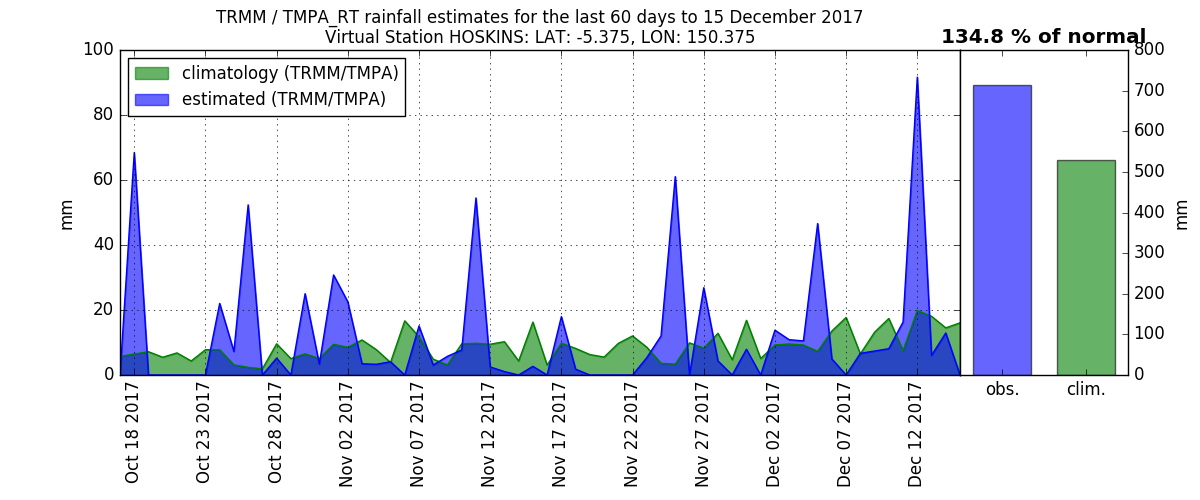 TRMM / TMPA_RT rainfall estimates for the last 60 days to 15 December 2017
Virtual Station HOSKINS: LAT: -5.375, LON: 150.375
134.8 % of normal
climatology (TRMM/TMPA)
estimated (TRMM/TMPA)
100
80
60
40
20
0
mm
800
700
600
500
400
300
200
100
0
mm
Oct 18 2017
Oct 23 2017
Oct 28 2017
Nov 02 2017
Nov 07 2017
Nov 12 2017
Nov 17 2017
Nov 22 2017
Nov 27 2017
Dec 02 2017
Dec 07 2017
Dec 12 2017
obs.
clim.